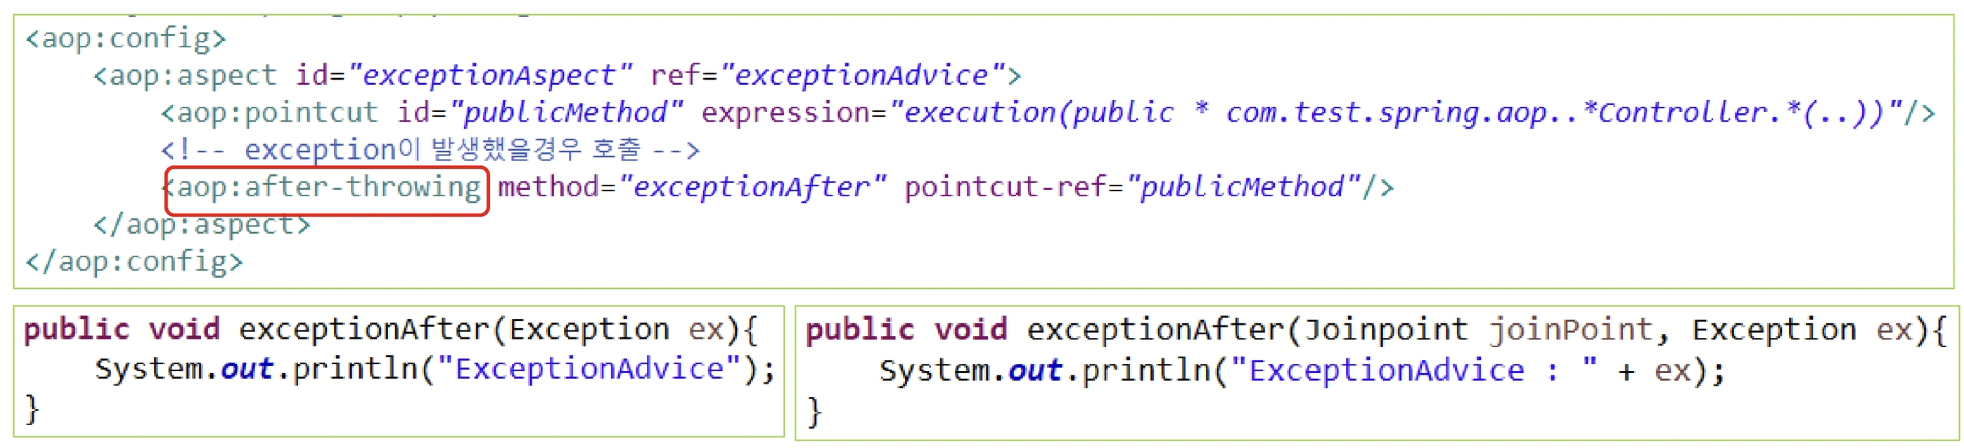 <aop:config>
<aop:aspect id="exceptionAspect" ref="exceptionAdvice">
<aop:pointcut id="publicMethod" expression="execution(public * com.test.spring.aop..*Controller.*(..))"/>
<!-- exception이 발생했을경우 호출 -->
<aop:after-throwing method="exceptionAfter" pointcut-ref="publicMethod"/>
</aop:aspect>
</aop:config>
public void exceptionAfter(Exception ex){
System.out.println("ExceptionAdvice");
}
public void exceptionAfter(Joinpoint joinPoint, Exception ex){
System.out.println("ExceptionAdvice : " + ex);
}